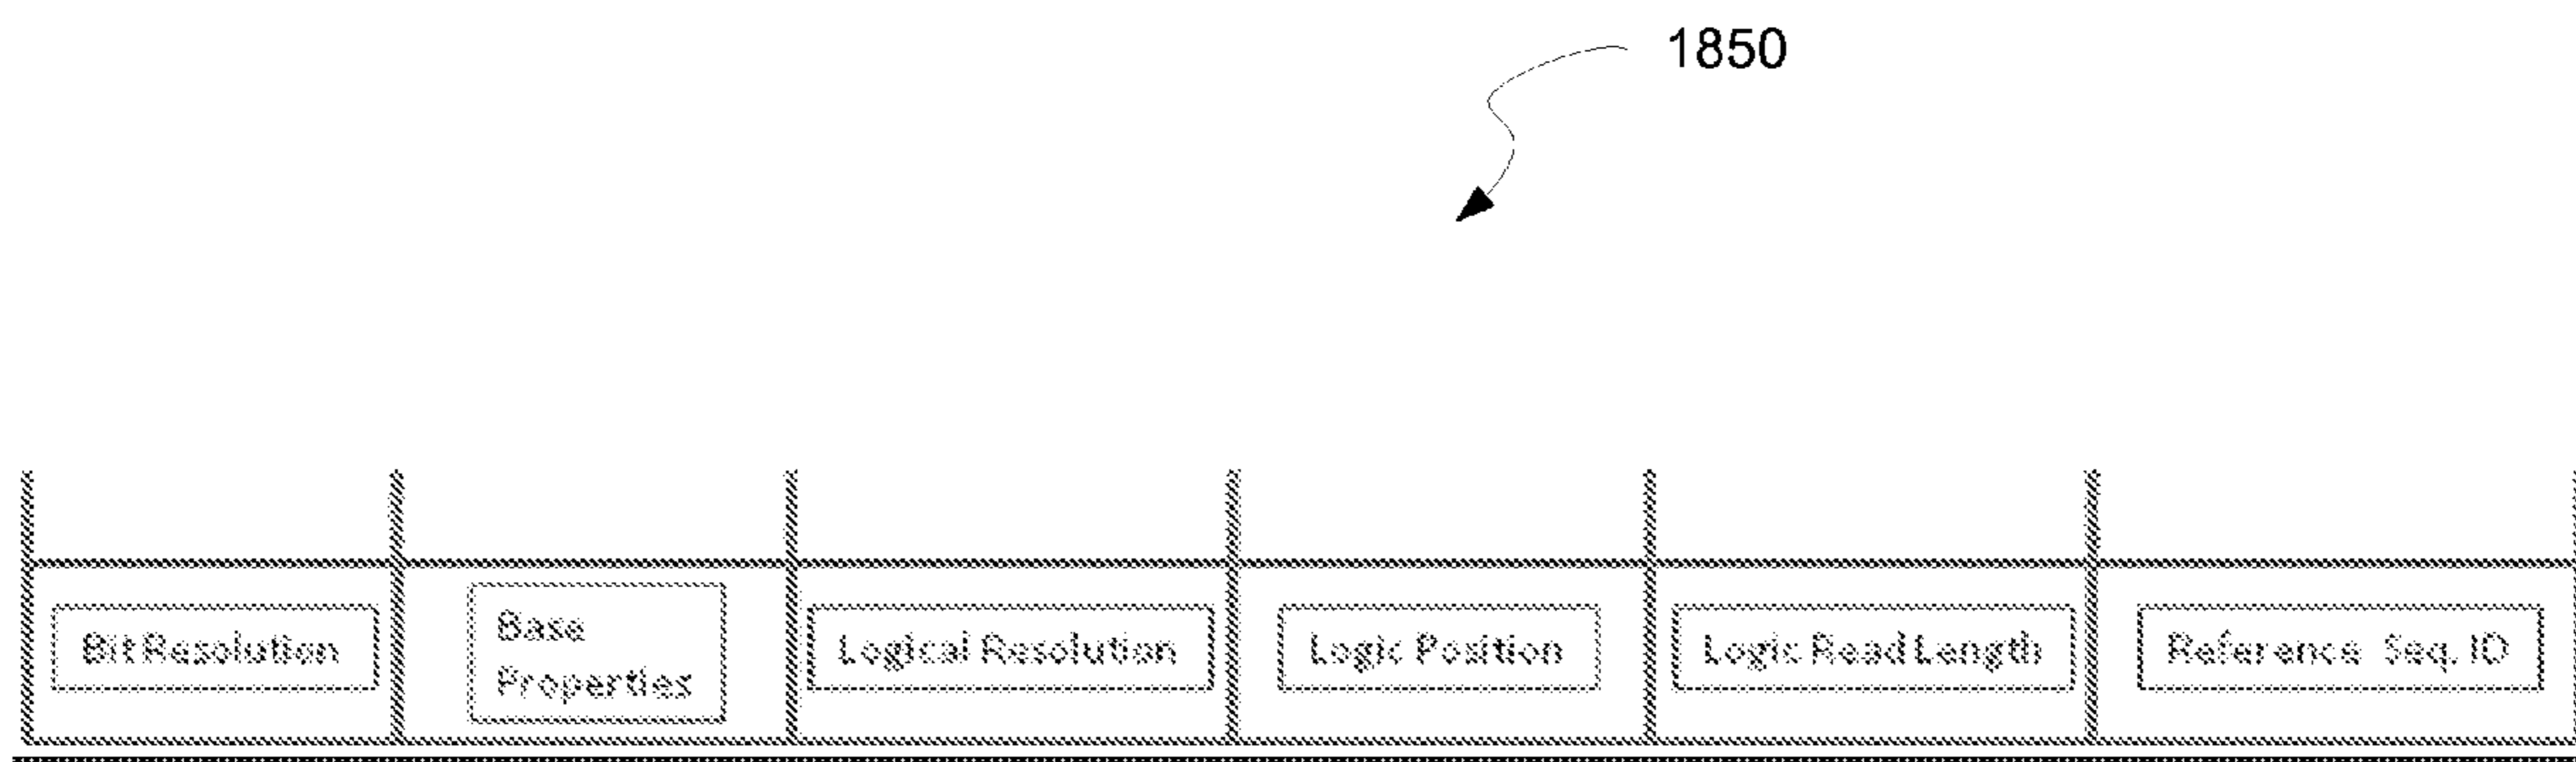 1850
Bit Resolution
Base
Properties
Logical Resolution
Logic Position
Logic Read Length
Reference Seq. ID